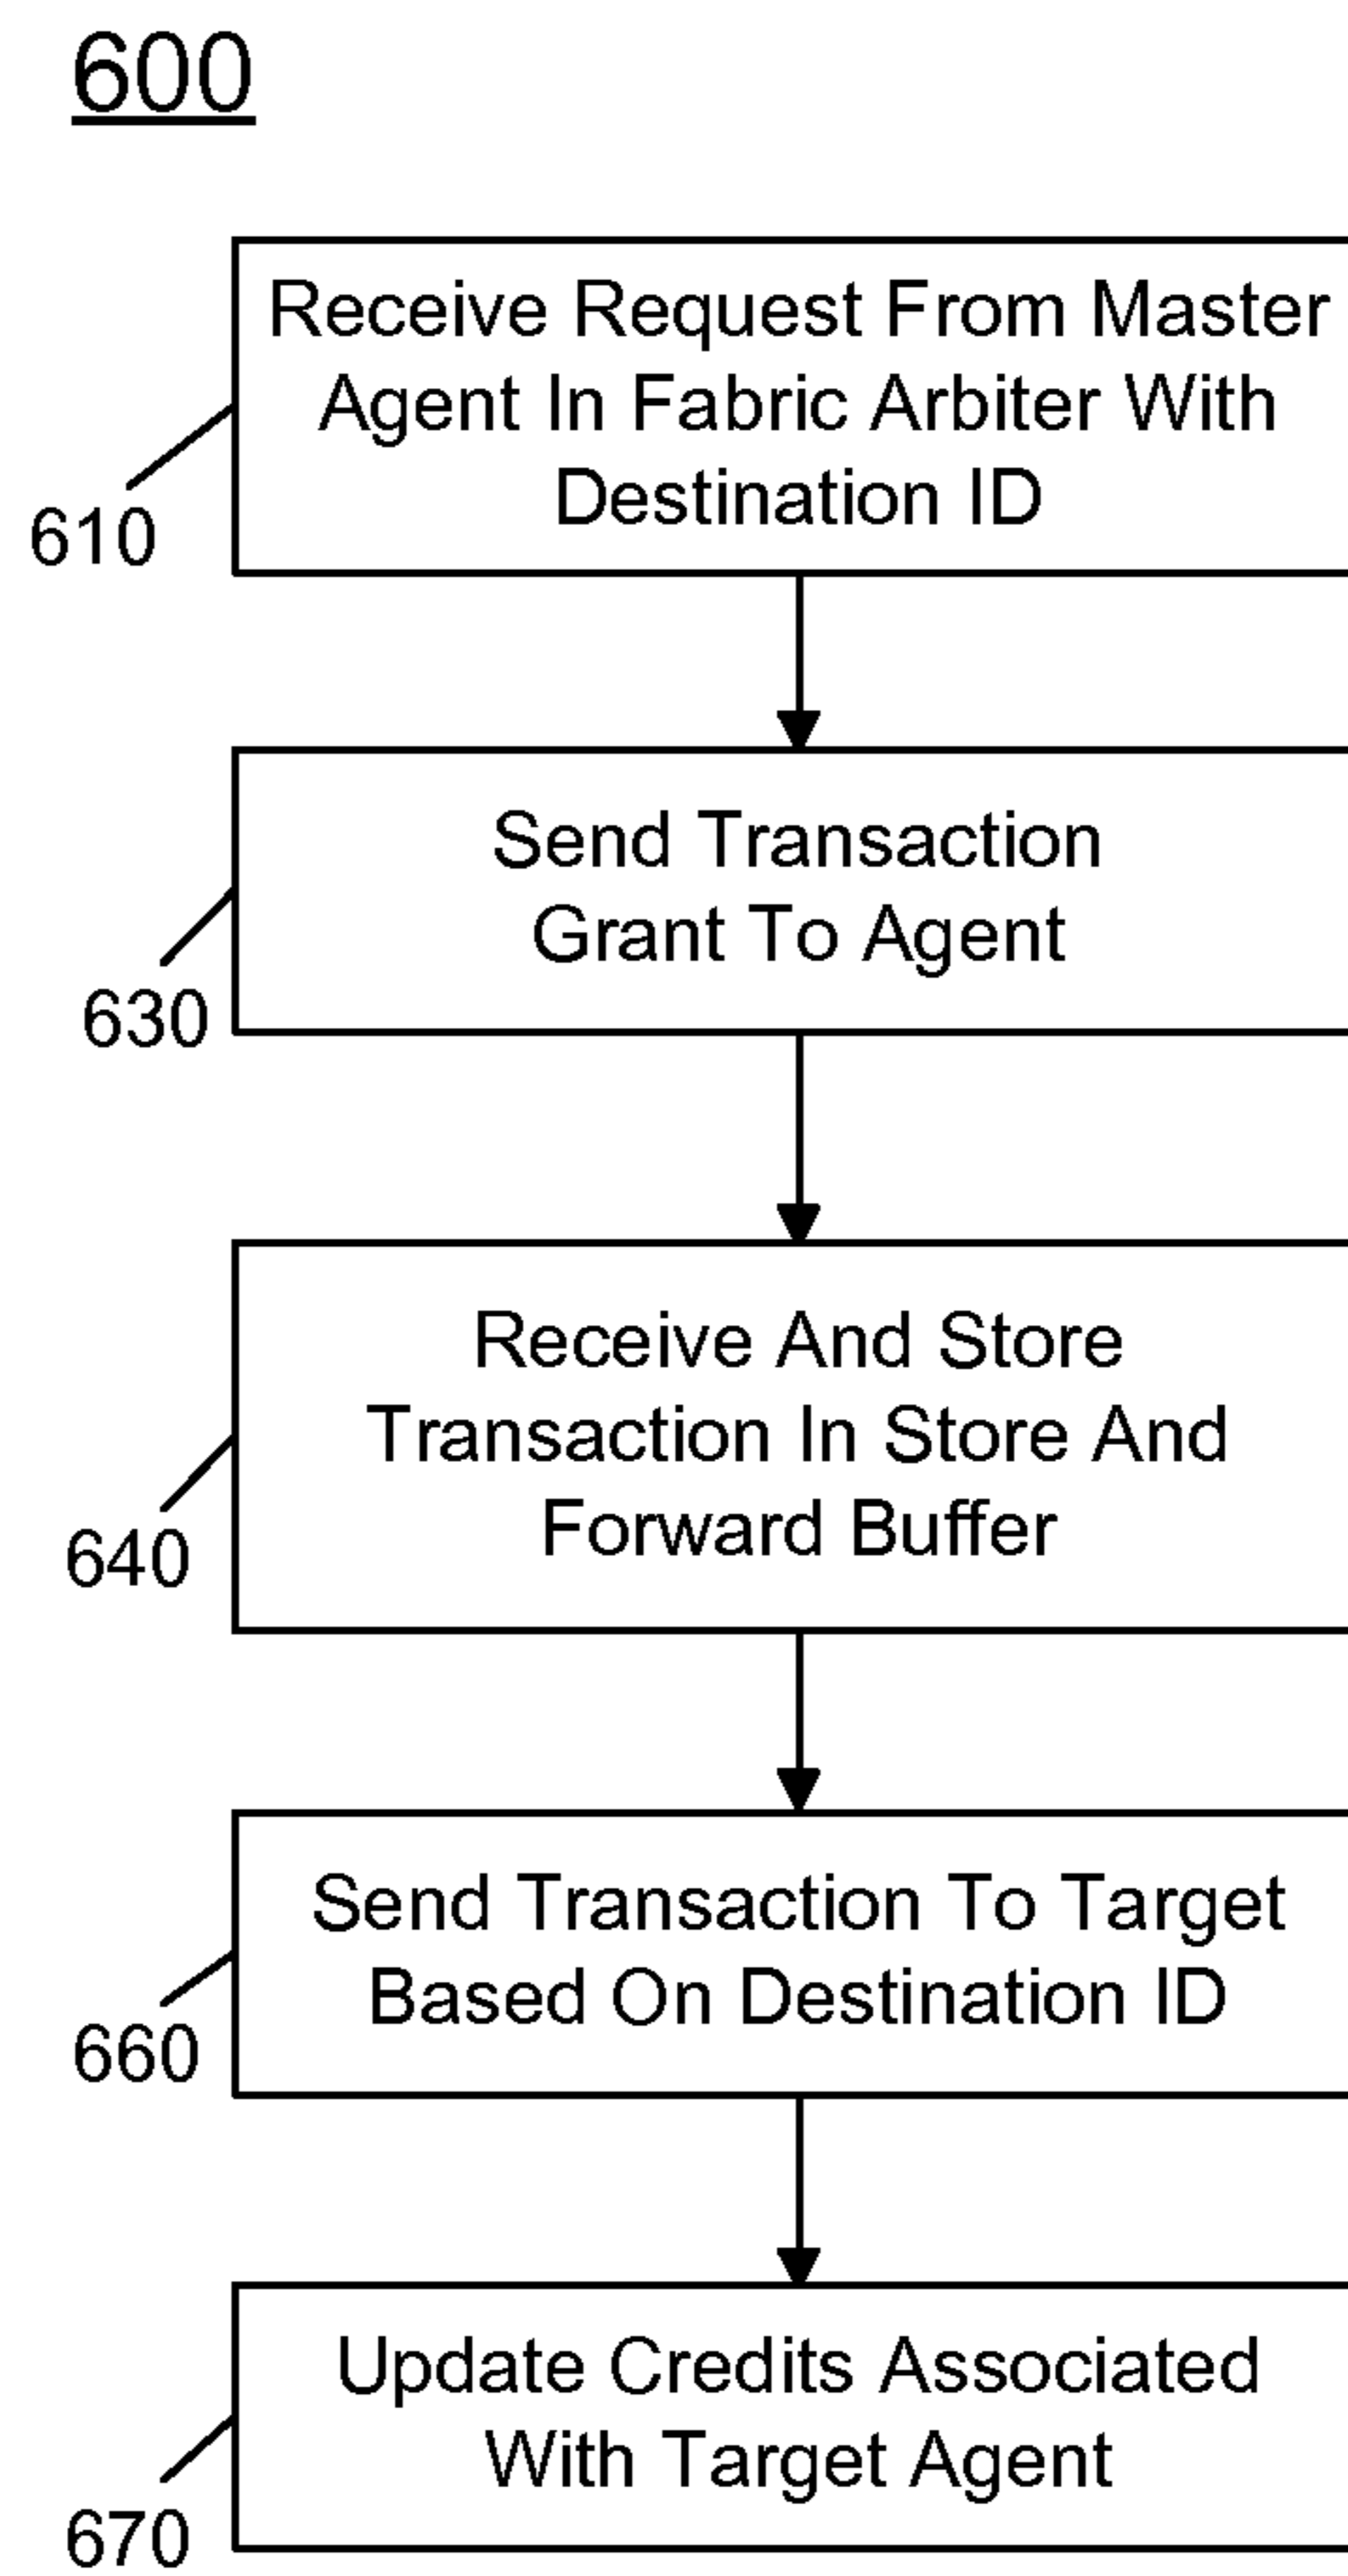 600
Receive Request From Master
Agent In Fabric Arbiter With
Destination ID
610
Send Transaction
Grant To Agent
630
Receive And Store
Transaction In Store And
Forward Buffer
640
Send Transaction To Target
Based On Destination ID
660
Update Credits Associated
With Target Agent
670